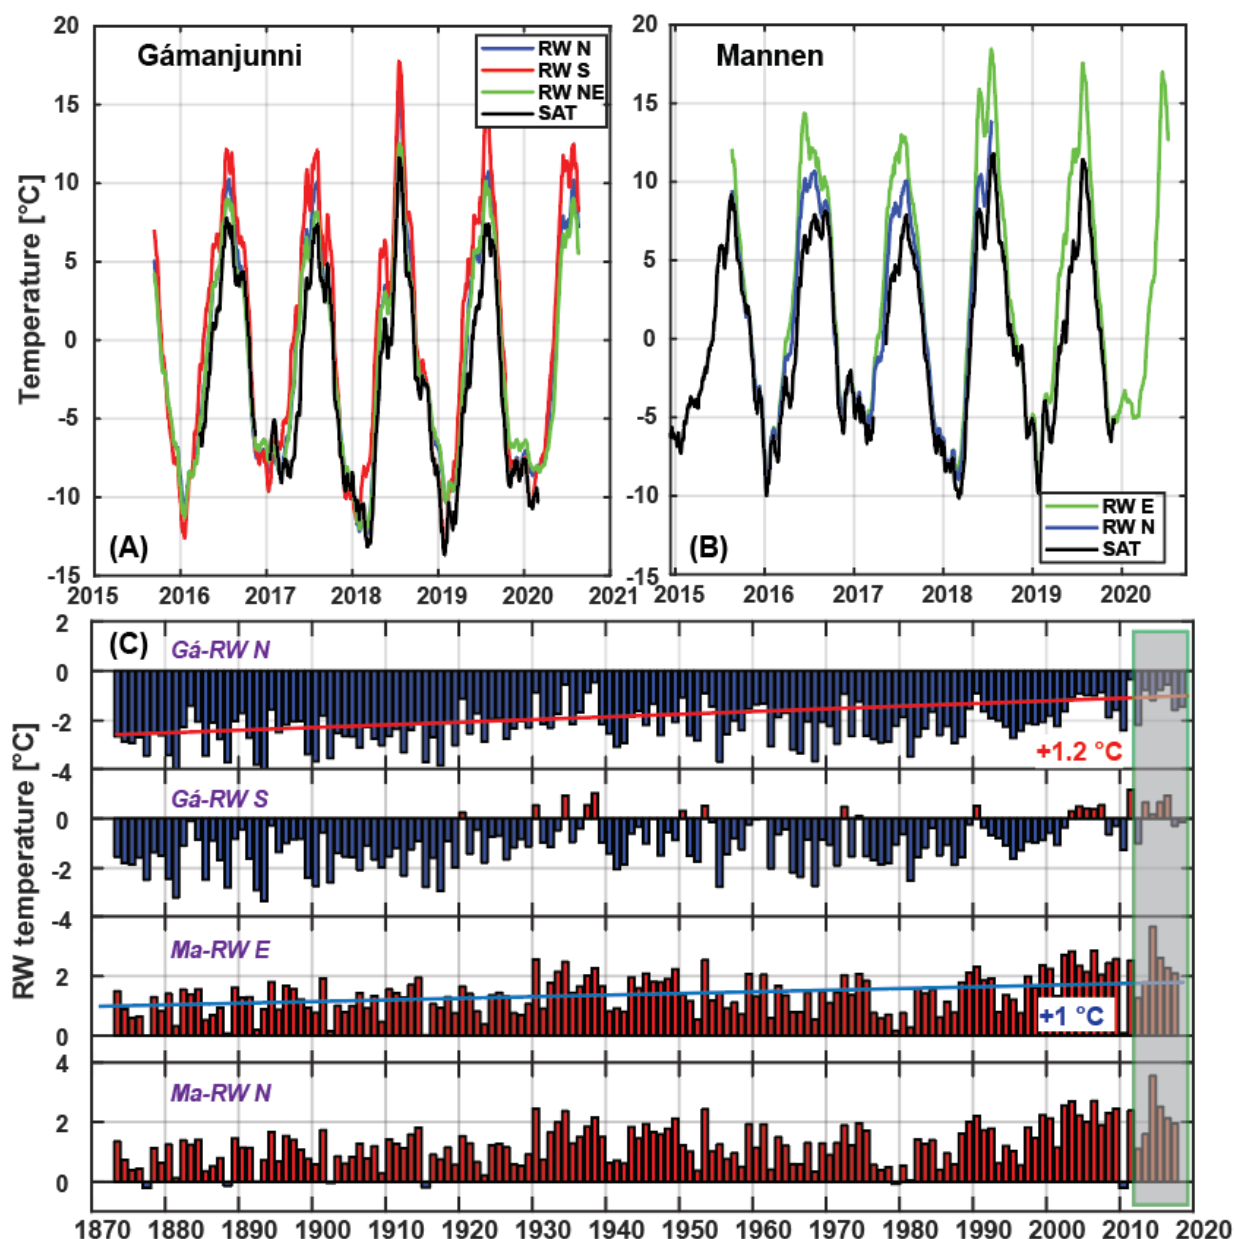 Gámanjunni
RW N
RW S
RW NE
SAT
Temperature [°C]
20
15
10
5
0
-5
-10
-15
(A)
2015 2016 2017 2018 2019 2020 2021
Mannen
20
15
10
5
0
-5
-10
-15
(B)
RW E
RW N
SAT
2015 2016 2017 2018 2019 2020
RW temperature [°C]
(C)
Gá-RW N
2
0
-2
-4
+1.2 °C
Gá-RW S
0
-2
-4
Ma-RW E
2
0
+1 °C
Ma-RW N
4
2
0
1870 1880 1890 1900 1910 1920 1930 1940 1950 1960 1970 1980 1990 2000 2010 2020